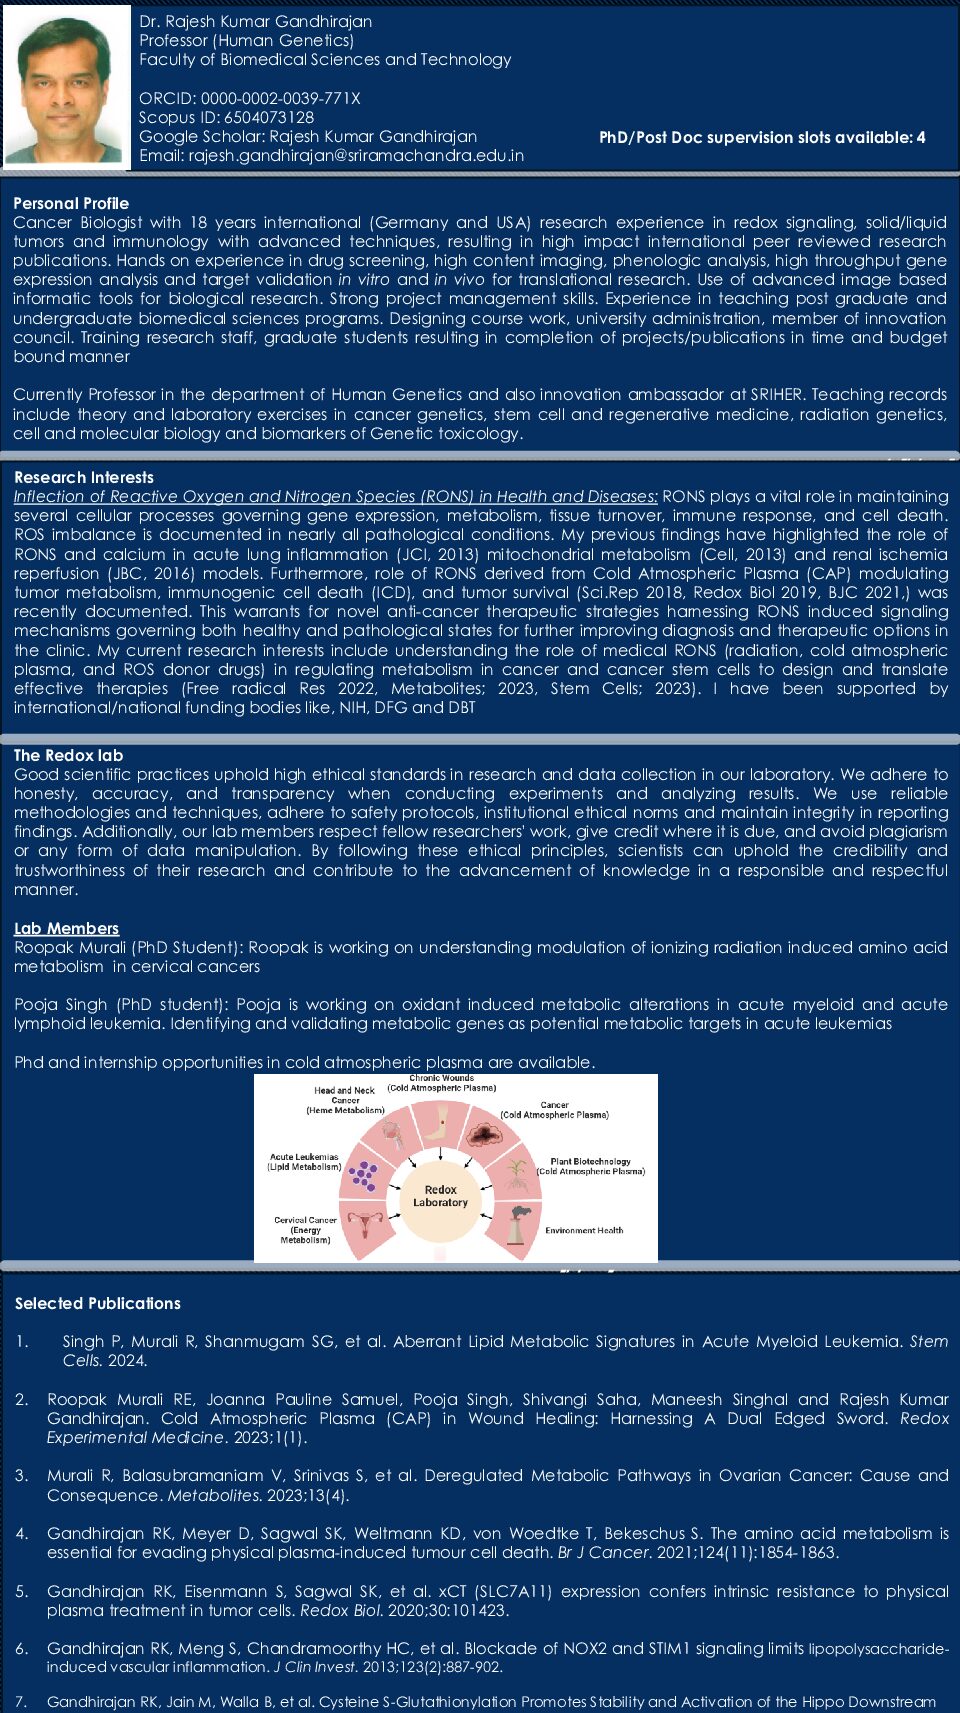 Dr. Rajesh Kumar Gandhirajan
Professor (Human Genetics)
Faculty of Biomedical Sciences and Technology
ORCID: 0000-0002-0039-771X
Scopus ID: 6504073128
Google Scholar: Rajesh Kumar Gandhirajan
Email: rajesh.gandhirajan@sriramachandra.edu.in
PhD/Post Doc supervision slots available: 4
Personal Profile
Cancer Biologist with 18 years international (Germany and USA) research experience in redox signaling, solid/liquid
tumors and immunology with advanced techniques, resulting in high impact international peer reviewed research
publications. Hands on experience in drug screening, high content imaging, phenologic analysis, high throughput gene
expression analysis and target validation in vitro and in vivo for translational research. Use of advanced image based
informatic tools for biological research. Strong project management skills. Experience in teaching post graduate and
undergraduate biomedical sciences programs. Designing course work, university administration, member of innovation
council. Training research staff, graduate students resulting in completion of projects/publications in time and budget
bound manner
Currently Professor in the department of Human Genetics and also innovation ambassador at SRIHER. Teaching records
include theory and laboratory exercises in cancer genetics, stem cell and regenerative medicine, radiation genetics,
cell and molecular biology and biomarkers of Genetic toxicology.
Research Interests
Inflection of Reactive Oxygen and Nitrogen Species (RONS) in Health and Diseases: RONS plays a vital role in maintaining
several cellular processes governing gene expression, metabolism, tissue turnover, immune response, and cell death.
ROS imbalance is documented in nearly all pathological conditions. My previous findings have highlighted the role of
RONS and calcium in acute lung inflammation (JCI, 2013) mitochondrial metabolism (Cell, 2013) and renal ischemia
reperfusion (JBC, 2016) models. Furthermore, role of RONS derived from Cold Atmospheric Plasma (CAP) modulating
tumor metabolism, immunogenic cell death (ICD), and tumor survival (Sci.Rep 2018, Redox Biol 2019, BJC 2021,) was
recently documented. This warrants for novel anti-cancer therapeutic strategies harnessing RONS induced signaling
mechanisms governing both healthy and pathological states for further improving diagnosis and therapeutic options in
the clinic. My current research interests include understanding the role of medical RONS (radiation, cold atmospheric
plasma, and ROS donor drugs) in regulating metabolism in cancer and cancer stem cells to design and translate
effective therapies (Free radical Res 2022, Metabolites; 2023, Stem Cells; 2023). I have been supported by
international/national funding bodies like, NIH, DFG and DBT
The Redox lab
Good scientific practices uphold high ethical standards in research and data collection in our laboratory. We adhere to
honesty, accuracy, and transparency when conducting experiments and analyzing results. We use reliable
methodologies and techniques, adhere to safety protocols, institutional ethical norms and maintain integrity in reporting
findings. Additionally, our lab members respect fellow researchers' work, give credit where it is due, and avoid plagiarism
or any form of data manipulation. By following these ethical principles, scientists can uphold the credibility and
trustworthiness of their research and contribute to the advancement of knowledge in a responsible and respectful
manner.
Lab Members
Roopak Murali (PhD Student): Roopak is working on understanding modulation of ionizing radiation induced amino acid
metabolism in cervical cancers
Pooja Singh (PhD student): Pooja is working on oxidant induced metabolic alterations in acute myeloid and acute
lymphoid leukemia. Identifying and validating metabolic genes as potential metabolic targets in acute leukemias
Phd and internship opportunities in cold atmospheric plasma are available.
Chronic Wounds
(Cold Atmospheric Plasma)
Head and Neck
Cancer
(Heme Metabolism)
Cancer
(Cold Atmospheric Plasma)
Acute Leukemias
(Lipid Metabolism)
Plant Biotechnology
(Cold Atmospheric Plasma)
Redox
Laboratory
Cervical Cancer
(Energy
Metabolism)
Environment Health
Selected Publications
1. Singh P, Murali R, Shanmugam SG, et al. Aberrant Lipid Metabolic Signatures in Acute Myeloid Leukemia. Stem
Cells. 2024.
2. Roopak Murali RE, Joanna Pauline Samuel, Pooja Singh, Shivangi Saha, Maneesh Singhal and Rajesh Kumar
Gandhirajan. Cold Atmospheric Plasma (CAP) in Wound Healing: Harnessing A Dual Edged Sword. Redox
Experimental Medicine. 2023;1(1).
3. Murali R, Balasubramaniam V, Srinivas S, et al. Deregulated Metabolic Pathways in Ovarian Cancer: Cause and
Consequence. Metabolites. 2023;13(4).
4. Gandhirajan RK, Meyer D, Sagwal SK, Weltmann KD, von Woedtke T, Bekeschus S. The amino acid metabolism is
essential for evading physical plasma-induced tumour cell death. Br J Cancer. 2021;124(11):1854-1863.
5. Gandhirajan RK, Eisenmann S, Sagwal SK, et al. xCT (SLC7A11) expression confers intrinsic resistance to physical
plasma treatment in tumor cells. Redox Biol. 2020;30:101423.
6. Gandhirajan RK, Meng S, Chandramoorthy HC, et al. Blockade of NOX2 and STIM1 signaling limits lipopolysaccharide-
induced vascular inflammation. J Clin Invest. 2013;123(2):887-902.
7. Gandhirajan RK, Jain M, Walla B, et al. Cysteine S-Glutathionylation Promotes Stability and Activation of the Hippo Downstream